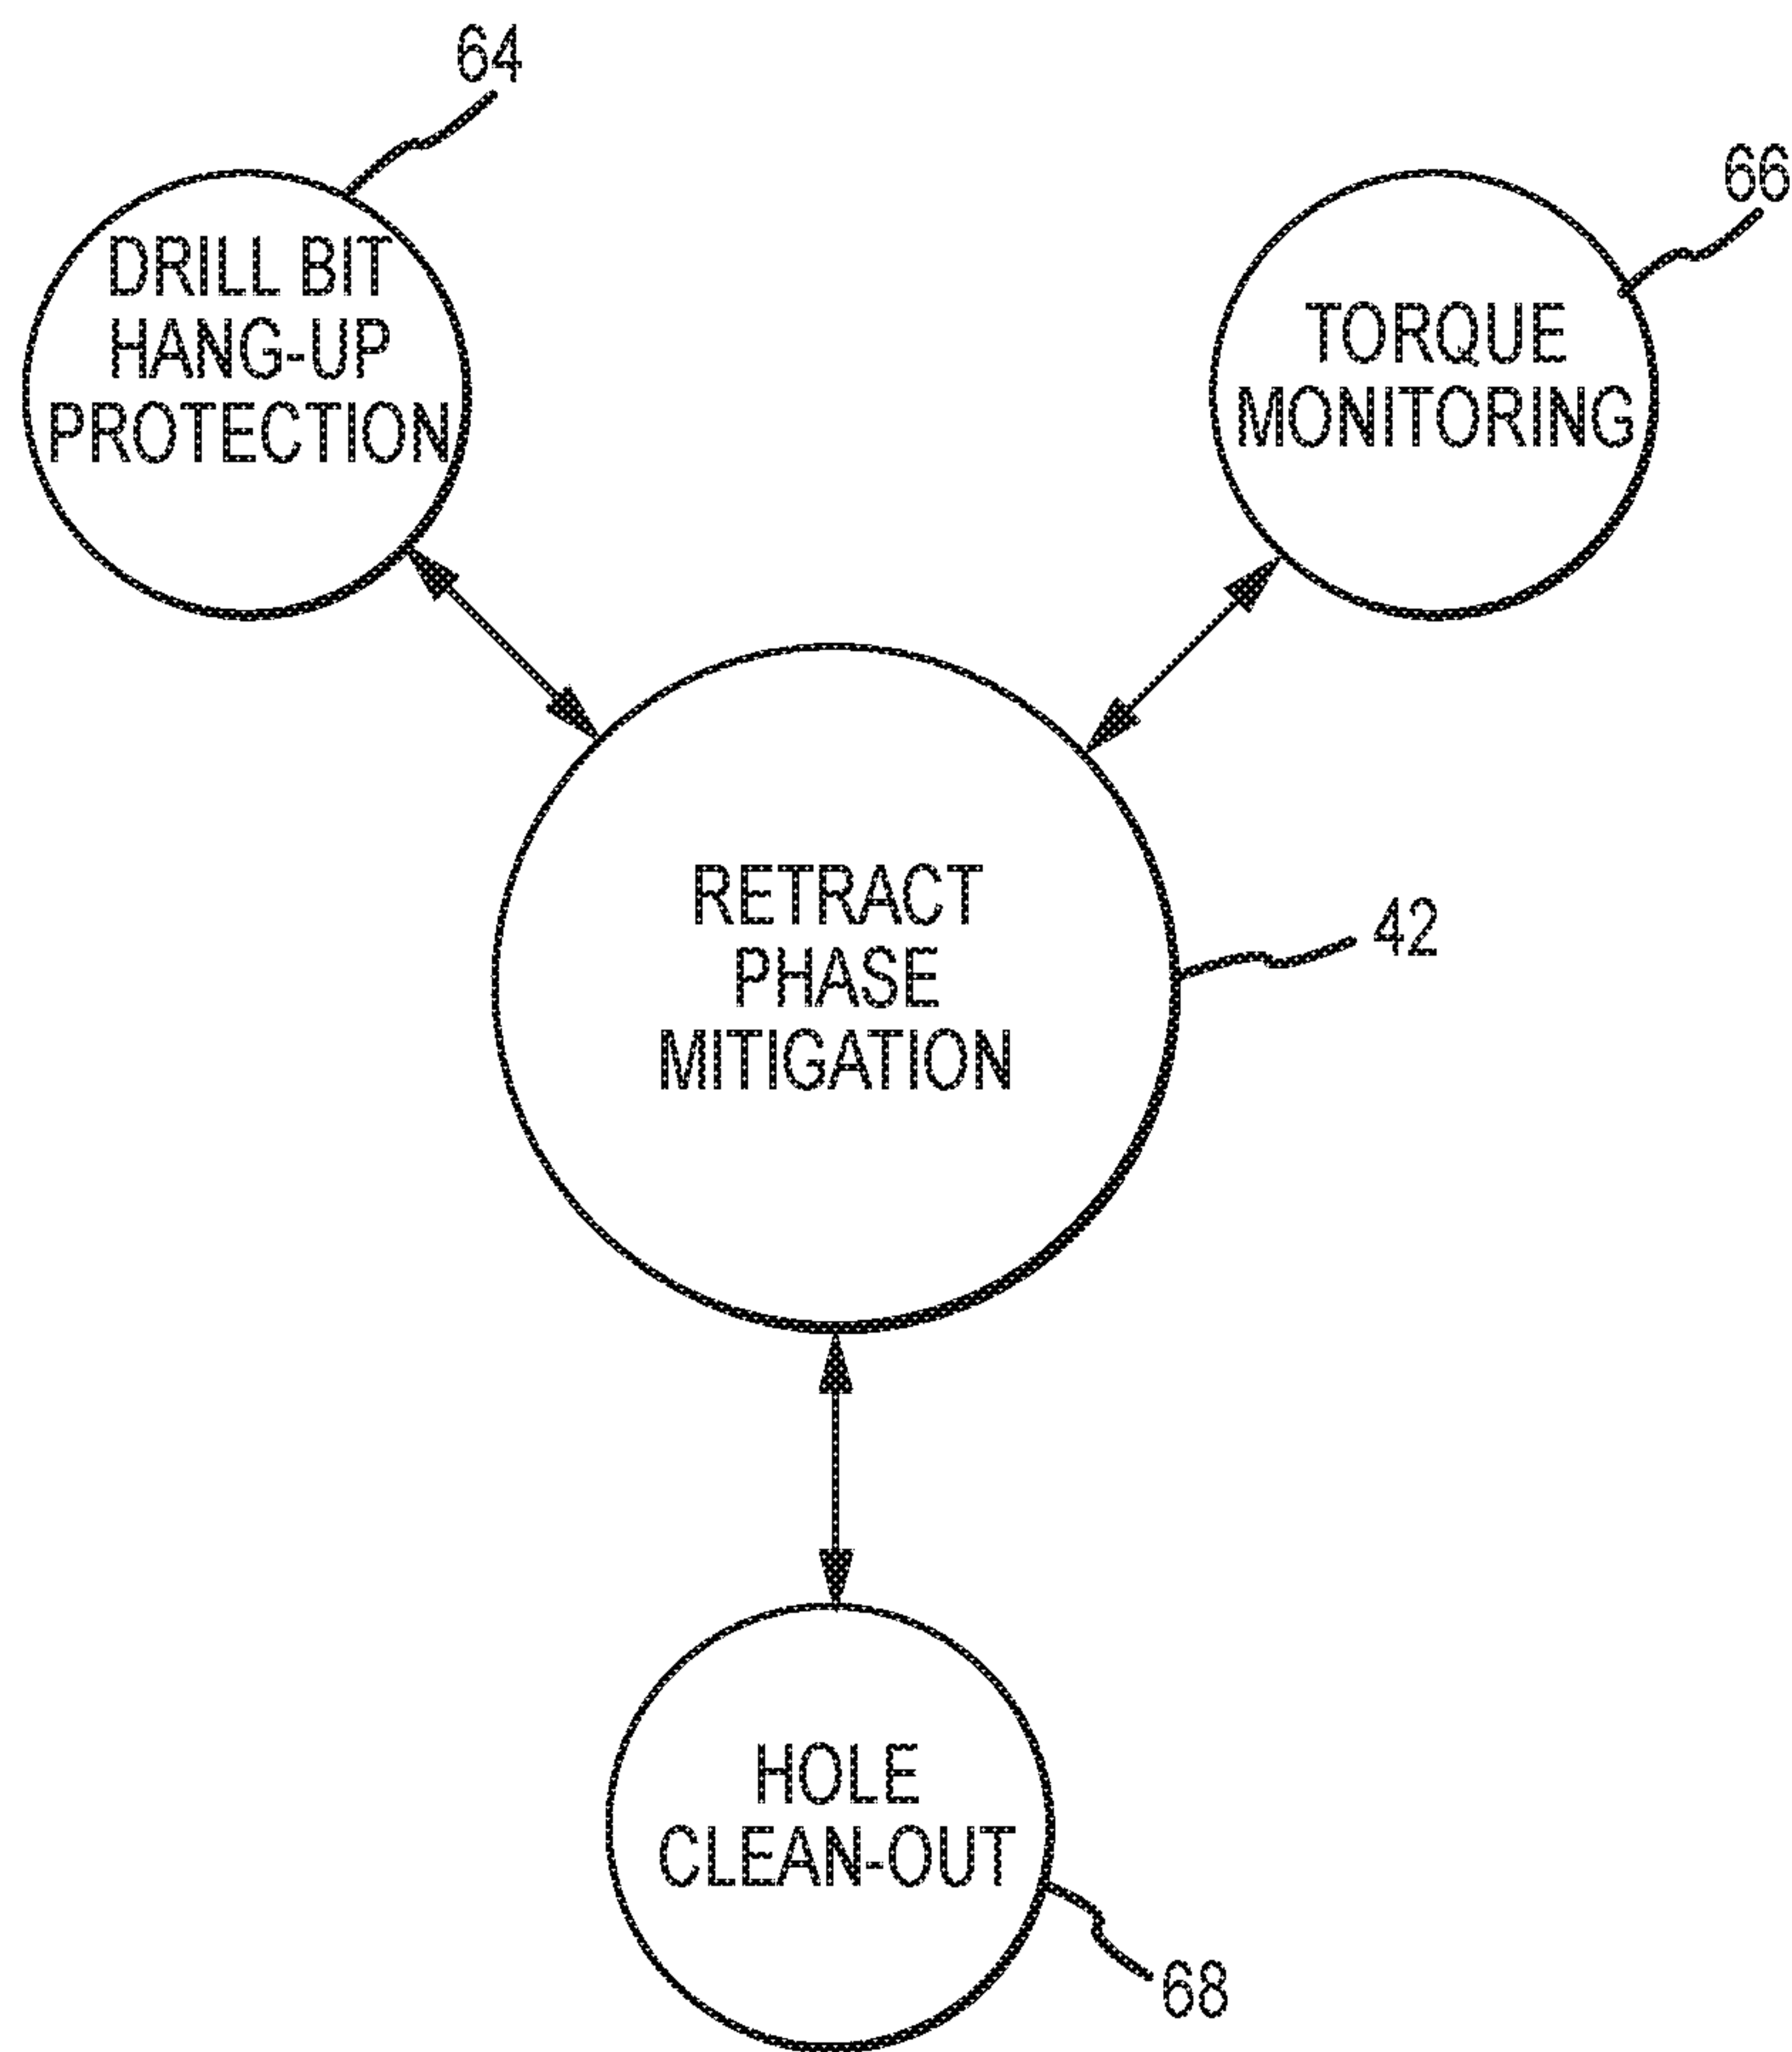 64
DRILL BIT
HANG-UP
PROTECTION
66
TORQUE
MONITORING
RETRACT
PHASE
MITIGATION
42
HOLE
CLEAN-OUT
68